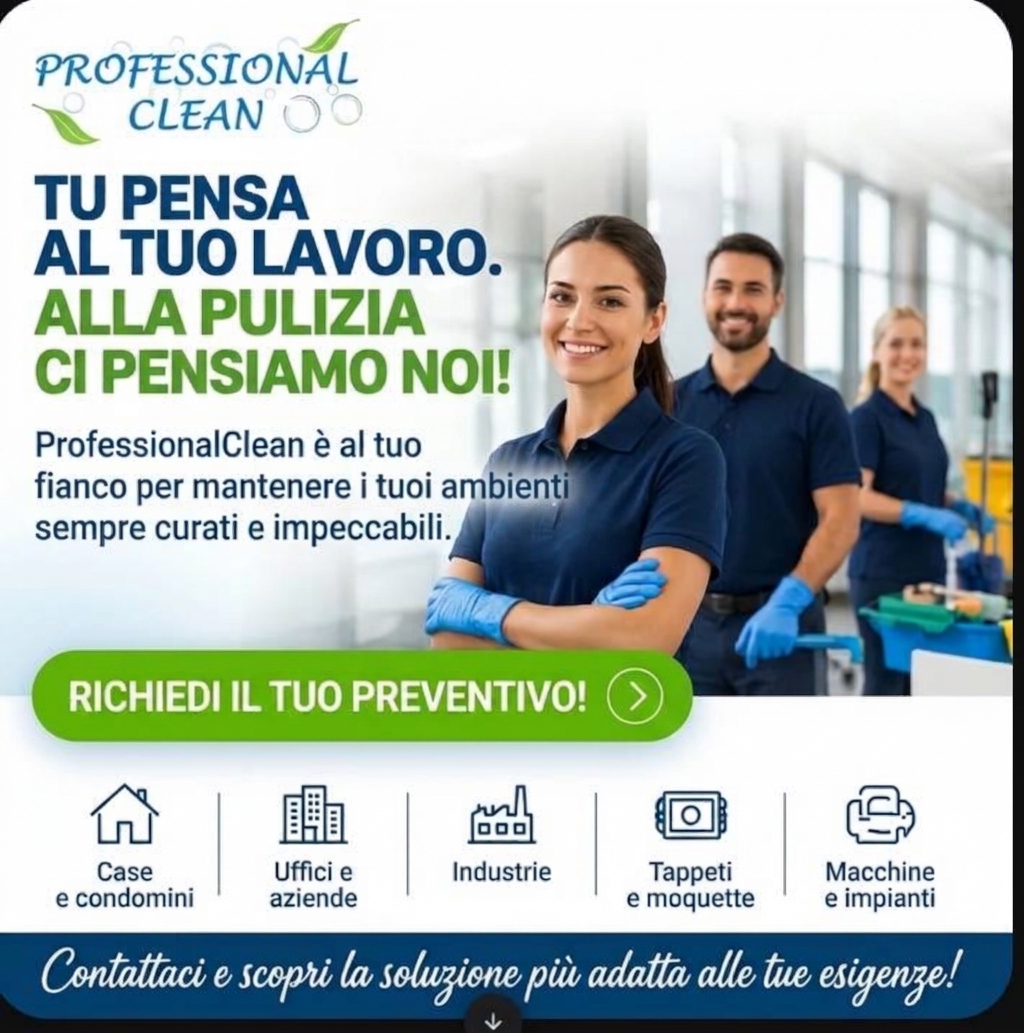 PROFESSIONAL
CLEAN
TU PENSA
AL TUO LAVORO.
ALLA PULIZIA
CI PENSIAMO NOI!
ProfessionalClean è al tuo
fianco per mantenere i tuoi ambienti
sempre curati e impeccabili.
RICHIEDI IL TUO PREVENTIVO!
Case
e condomini
Uffici e
aziende
Industrie
Tappeti
e moquette
Macchine
e impianti
Contattaci e scopri la soluzione più adatta alle tue esigenze!